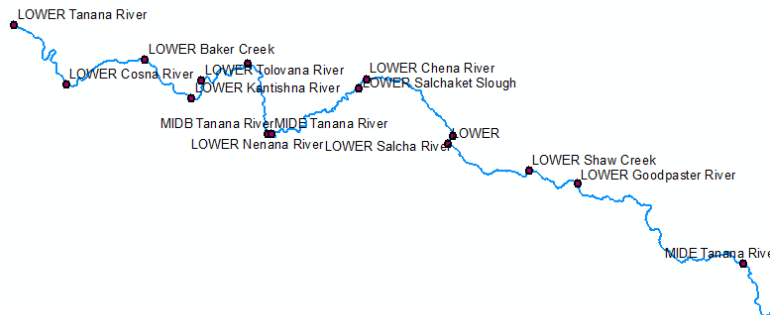 LOWER Tanana River
LOWER Baker Creek
LOWER Cosna River
LOWER Tolovana River
LOWER Kantishna River
LOWER Chena River
LOWER Salchaket Slough
MIDB Tanana River
MIDE Tanana River
LOWER Nenana River
LOWER Salcha River
LOWER
LOWER Shaw Creek
LOWER Goodpaster River
MIDE Tanana Rive